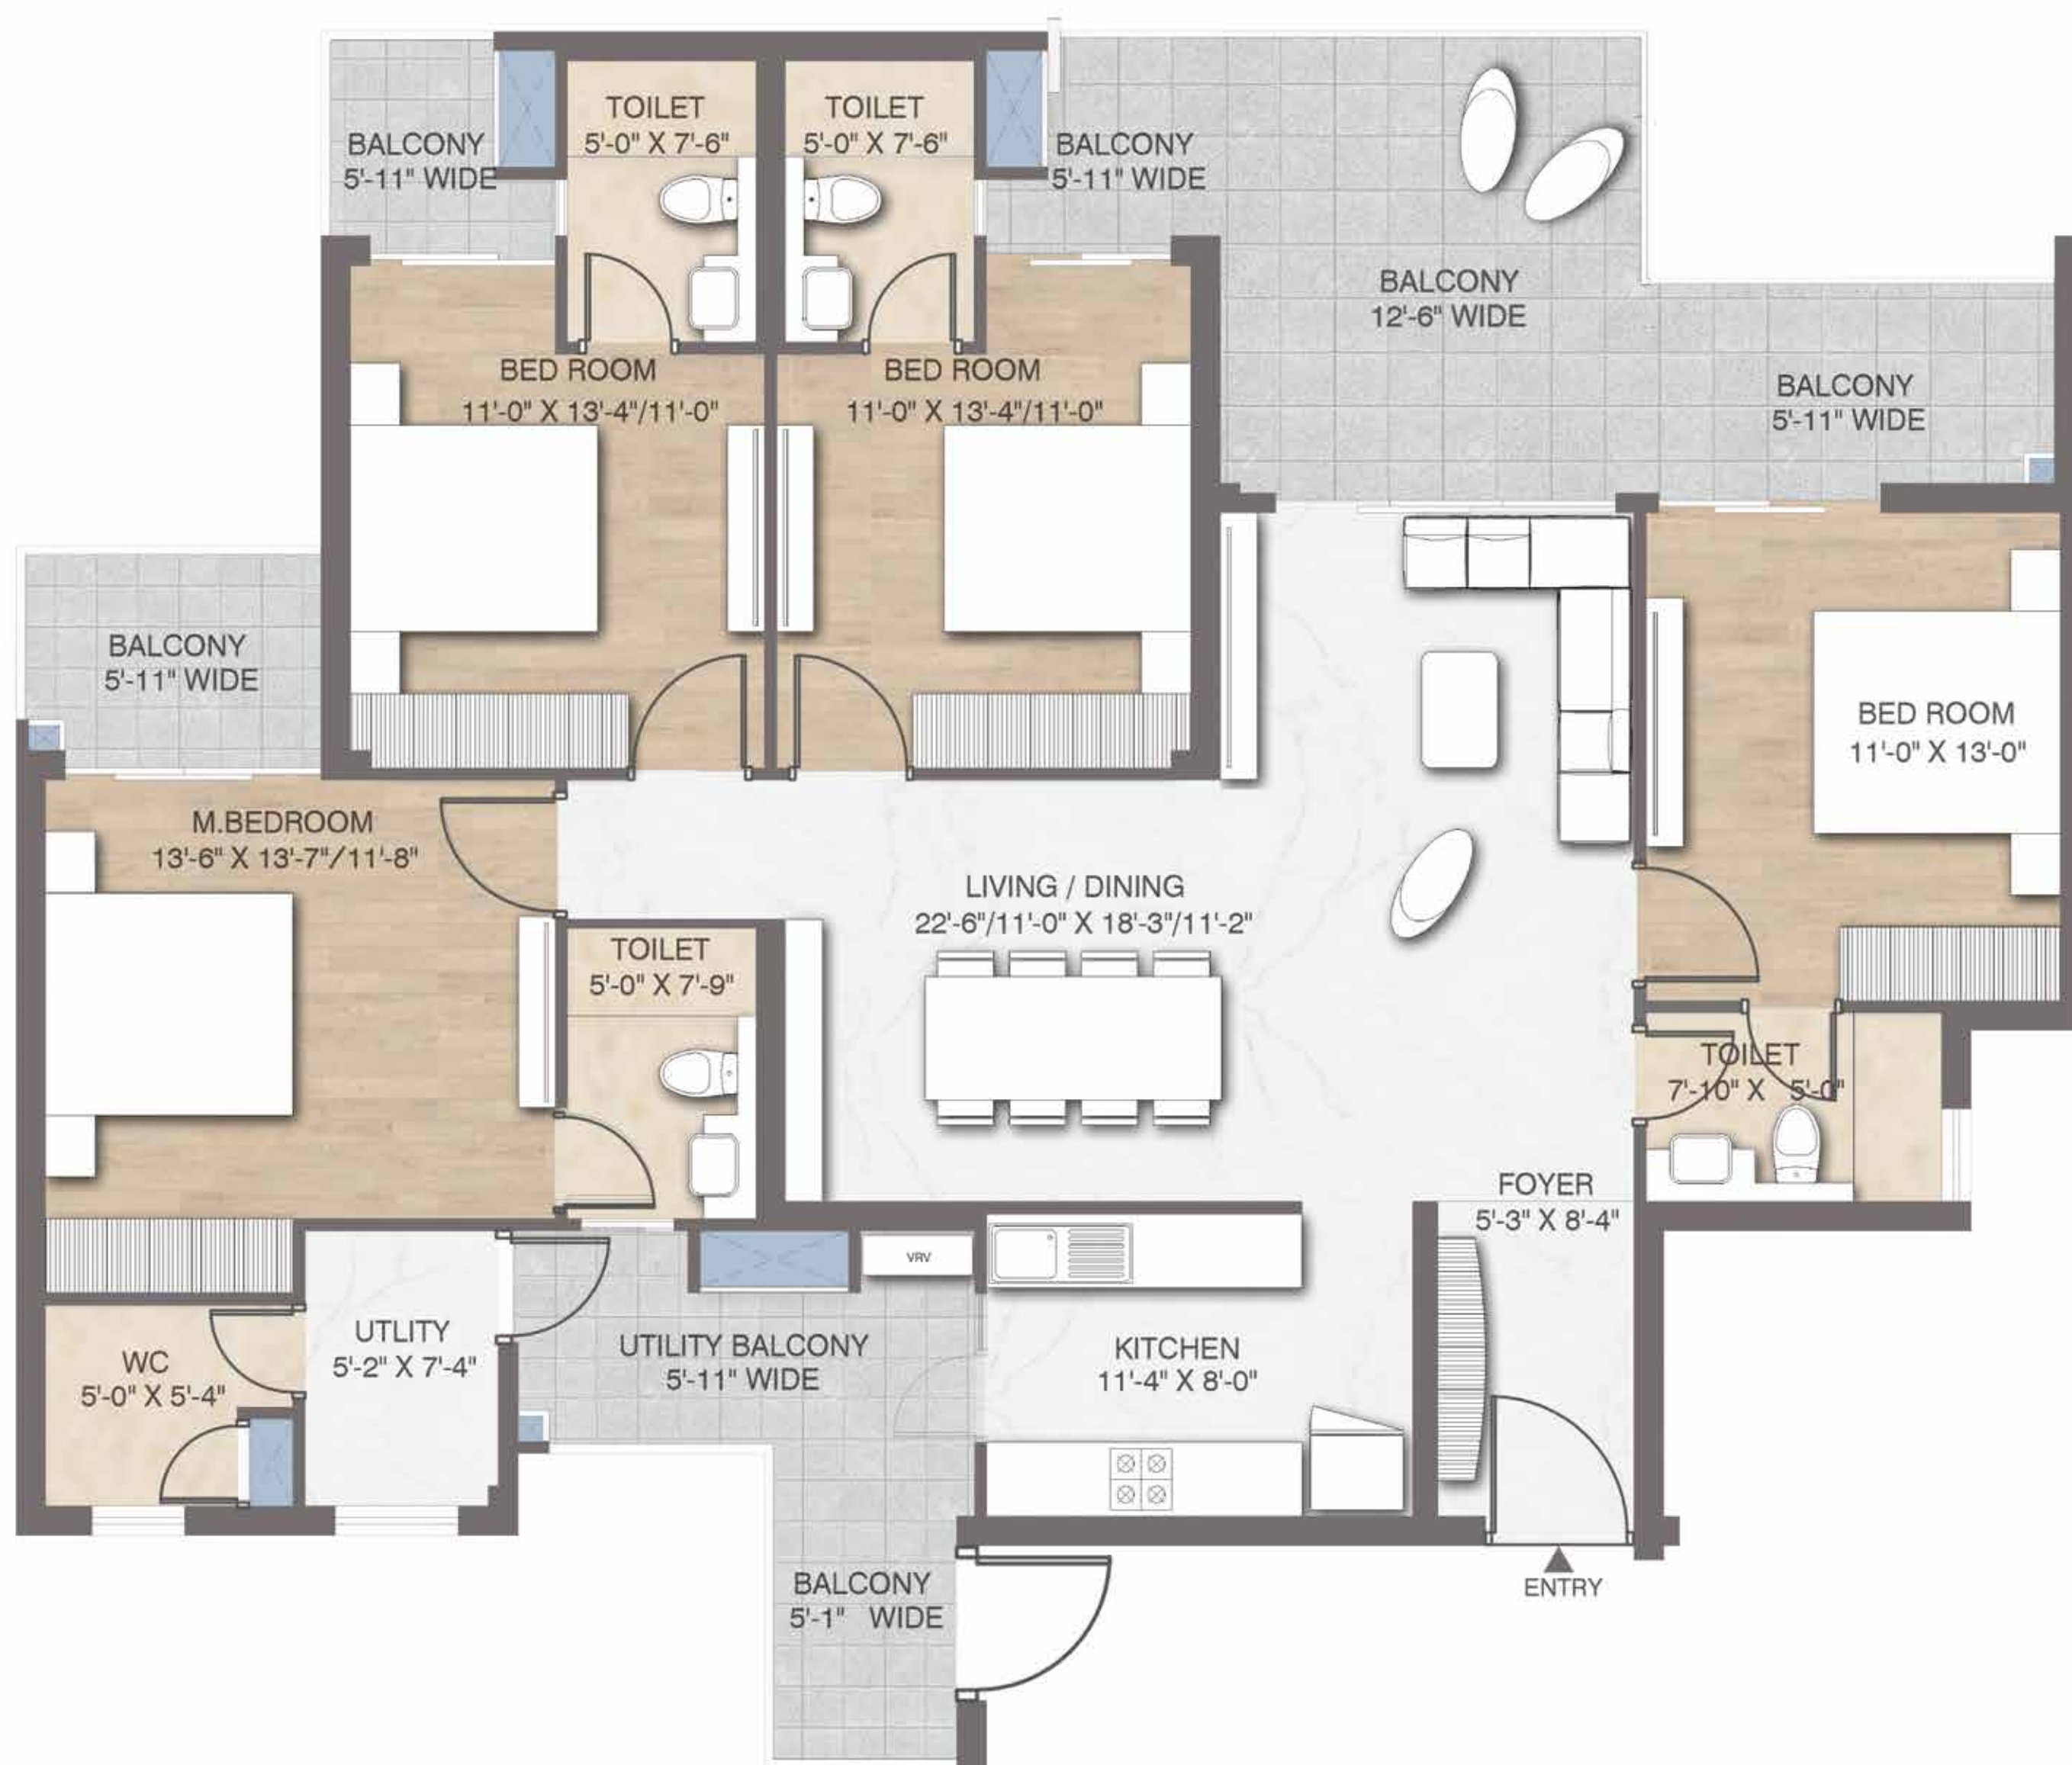 TOILET
5'-0" X 7'-6"
TOILET
5'-0" X 7'-6"
BALCONY
5'-11" WIDE
BALCONY
5'-11" WIDE
BALCONY
12'-6" WIDE
BED ROOM
11'-0" X 13'-4"/11'-0"
BED ROOM
11'-0" X 13'-4"/11'-0"
BALCONY
5'-11" WIDE
BALCONY
5'-11" WIDE
BED ROOM
11'-0" X 13'-0"
M.BEDROOM
13'-6" X 13'-7"/11'-8"
LIVING / DINING
22'-6"/11'-0" X 18'-3"/11'-2"
TOILET
5'-0" X 7'-9"
TOILET
7'-10" X 5'-0"
FOYER
5'-3" X 8'-4"
VRV
UTLITY
5'-2" X 7'-4"
UTILITY BALCONY
5'-11" WIDE
KITCHEN
11'-4" X 8'-0"
WC
5'-0" X 5'-4"
BALCONY
5'-1" WIDE
ENTRY